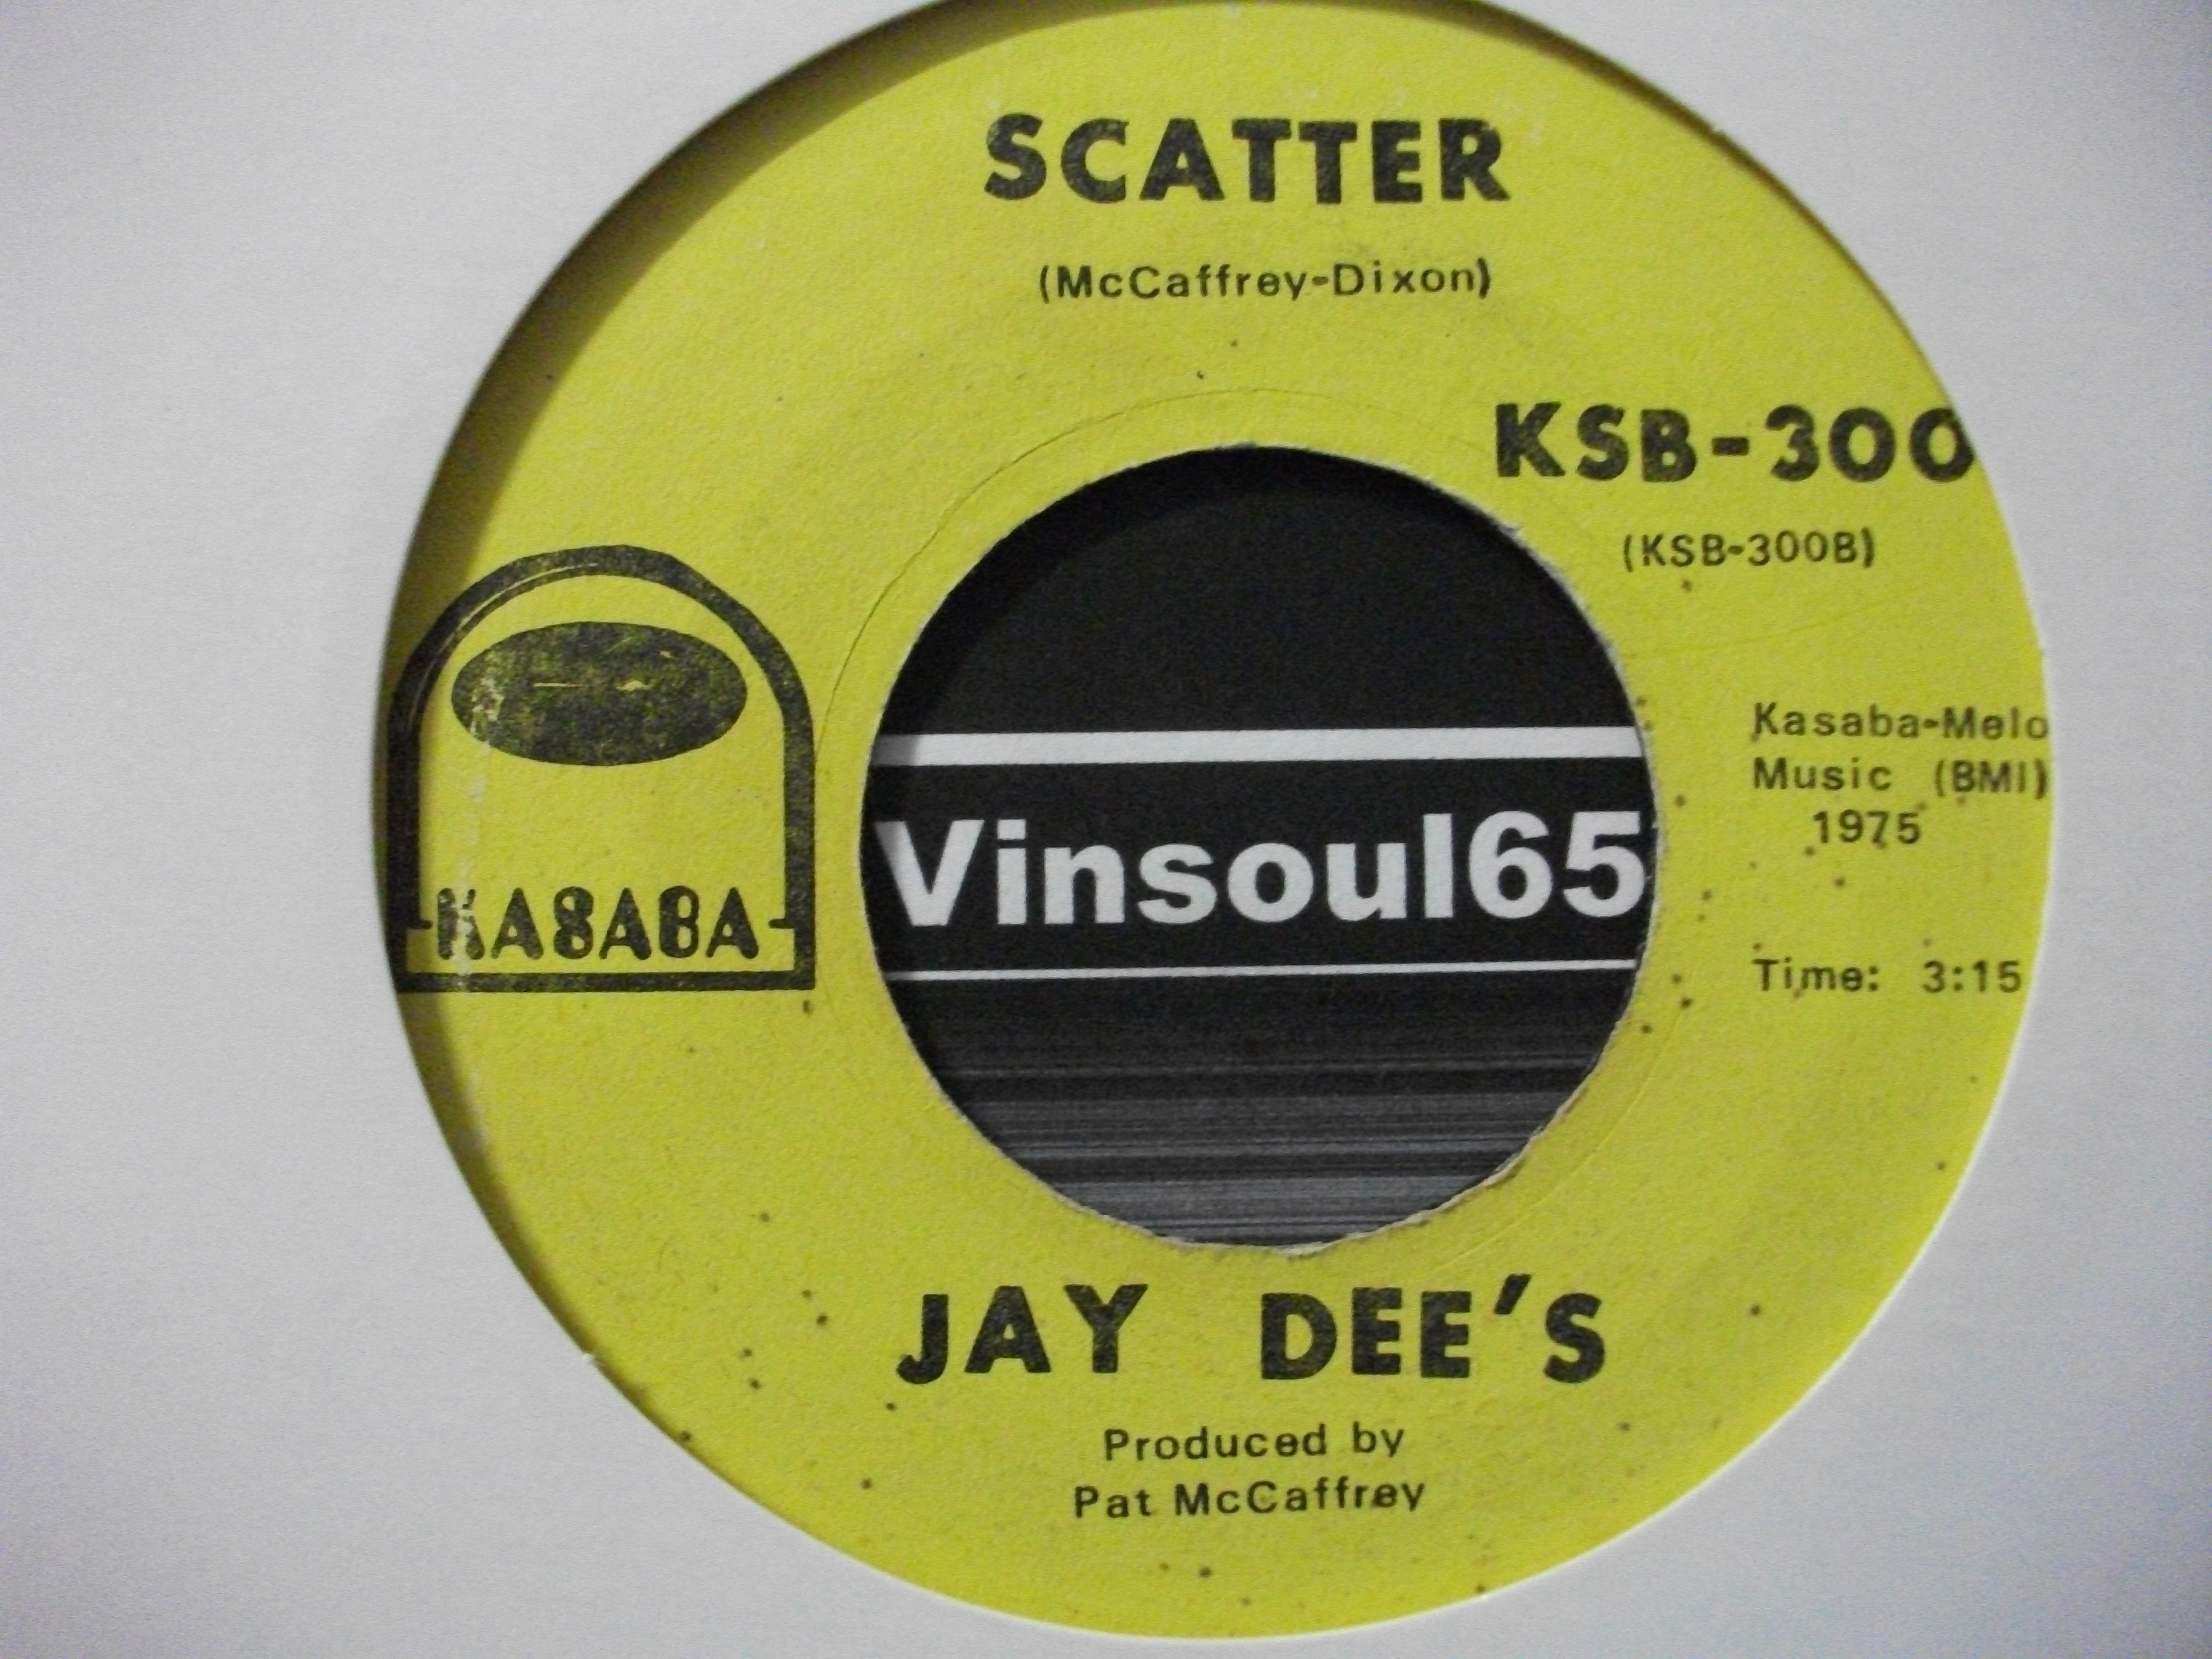 SCATTER
(McCaffrey-Dixon)
KSB-300
(KSB-300B)
Kasaba-Melo
Music (BMI)
1975
Time: 3:15
KASABA
Vinsoul65
JAY DEE'S
Produced by
Pat McCaffrey